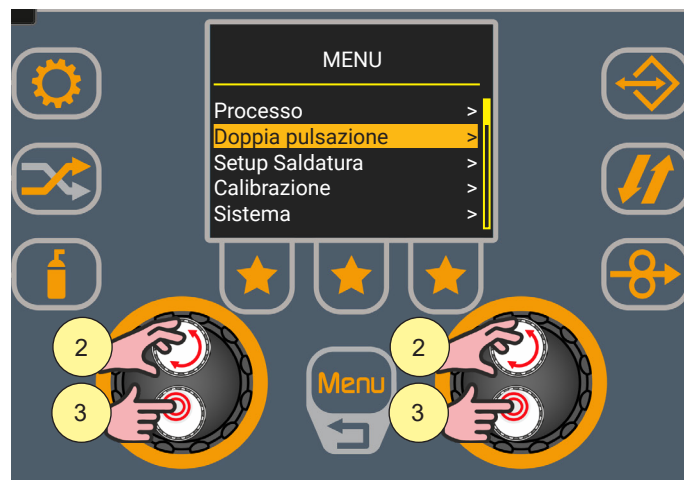 MENU
Processo >
Doppia pulsazione >
Setup Saldatura >
Calibrazione >
Sistema >
2
2
3
Menu
3